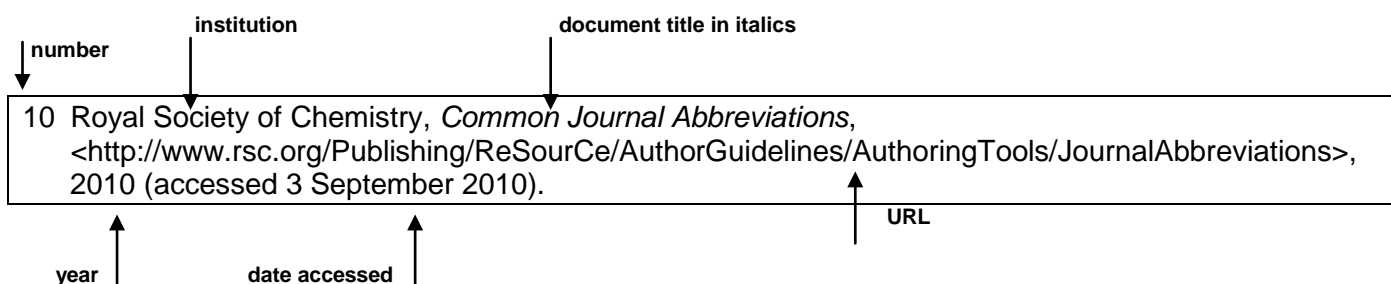 institution
document title in italics
number
10 Royal Society of Chemistry, Common Journal Abbreviations,
<http://www.rsc.org/Publishing/ReSourCe/AuthorGuidelines/AuthoringTools/JournalAbbreviations>,
2010 (accessed 3 September 2010).
URL
year
date accessed